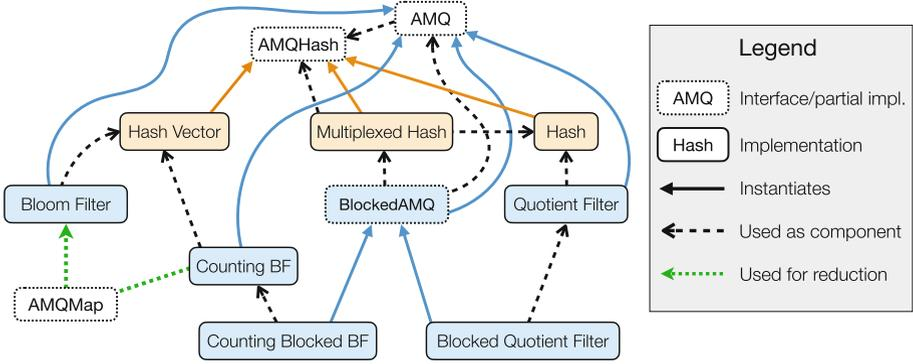 AMQ
AMQHash
Hash Vector
Multiplexed Hash
Hash
Bloom Filter
BlockedAMQ
Quotient Filter
Counting BF
AMQMap
Counting Blocked BF
Blocked Quotient Filter
Legend
AMQ Interface/partial impl.
Hash Implementation
Instantiates
Used as component
Used for reduction